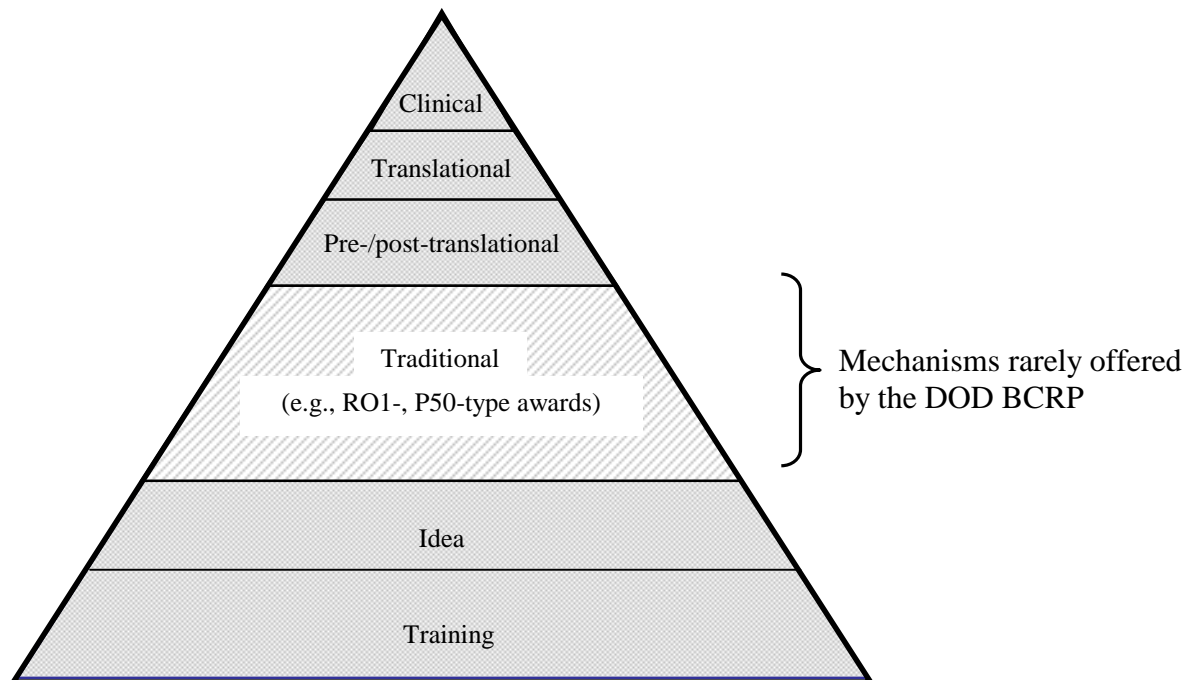 Clinical
Translational
Pre-/post-translational
Traditional
(e.g., RO1-, P50-type awards)
Mechanisms rarely offered
by the DOD BCRP
Idea
Training